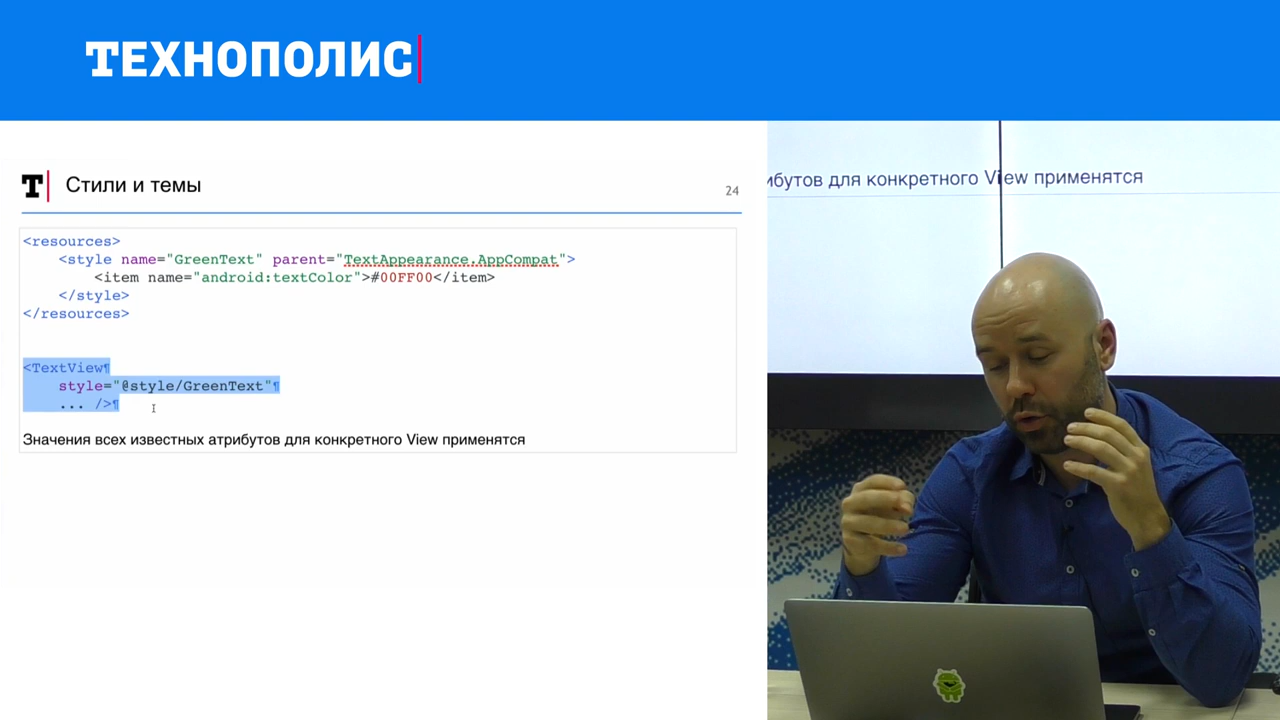 ТЕХНОПОЛИС
Т Стили и темы
24
<resources>
<style name="GreenText" parent="TextAppearance.AppCompat">
<item name="android:textColor">#00FF00</item>
</style>
</resources>
<TextView¶
style="@style/GreenText"¶
... />¶
Значения всех известных атрибутов для конкретного View применятся
ибутов для конкретного View применятся